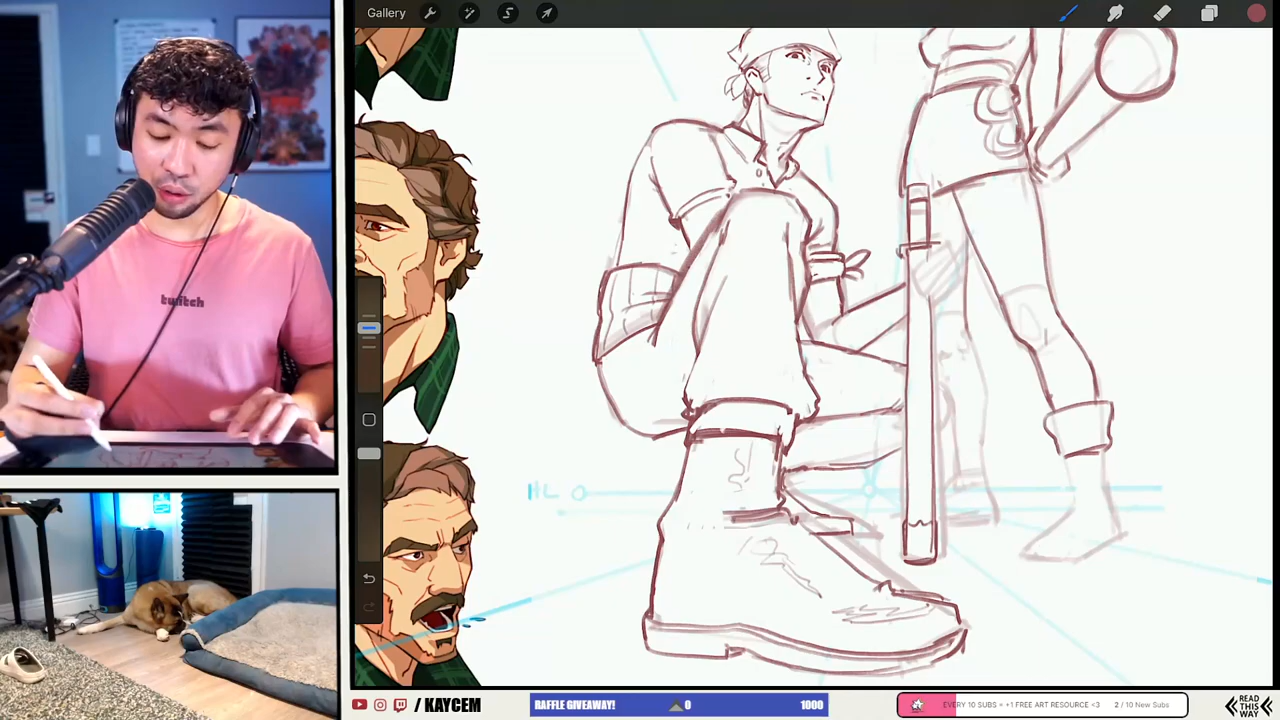 Gallery
twitch
HL
/ KAYCEM
RAFFLE GIVEAWAY!
0
1000
EVERY 10 SUBS = +1 FREE ART RESOURCE <3
2 / 10 New Subs
READ
THIS
WAY